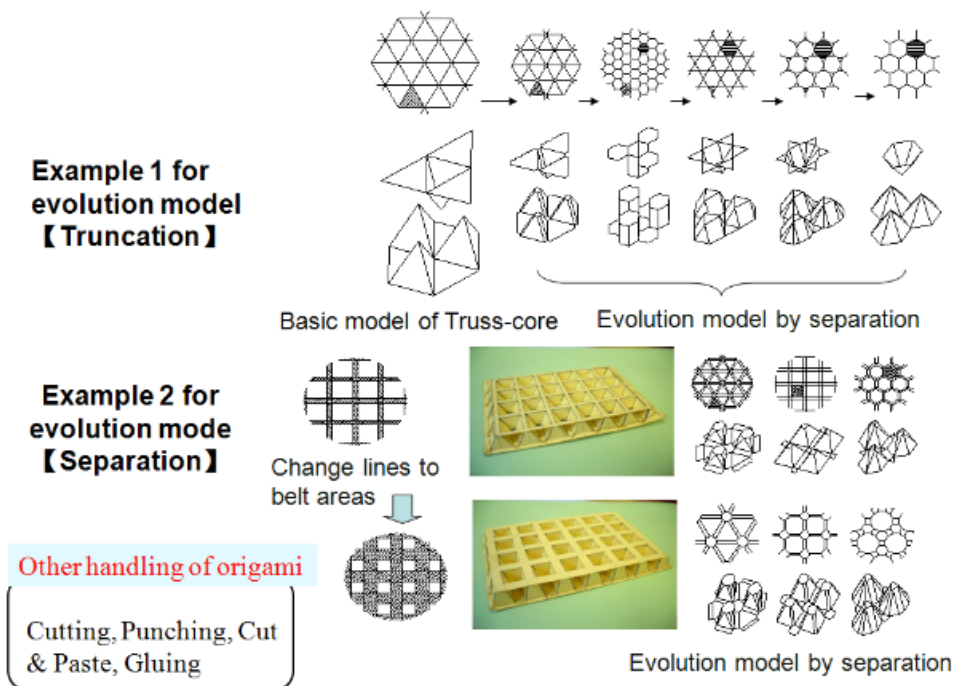 Example 1 for
evolution model
【Truncation】
Basic model of Truss-core
Evolution model by separation
Example 2 for
evolution mode
【Separation】
Change lines to
belt areas
Other handling of origami
Cutting, Punching, Cut
& Paste, Gluing
Evolution model by separation